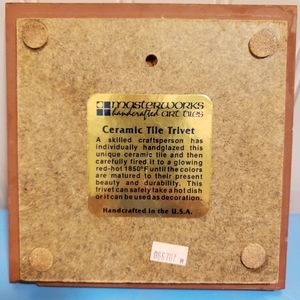 masterworks
handcrafted ART TILES
Ceramic Tile Trivet
A skilled craftsperson has
individually handglazed this
unique ceramic tile and then
carefully fired it to a glowing
red-hot 1850°F until the colors
are matured to their present
beauty and durability. This
trivet can safely take a hot dish
or it can be used as decoration.
Handcrafted in the U.S.A.